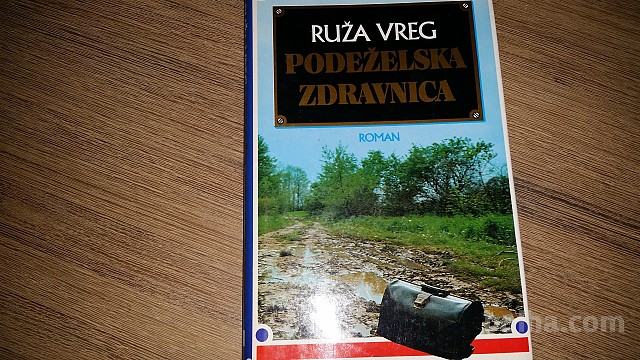 RUŽA VREG
PODEŽELSKA
ZDRAVNICA
ROMAN